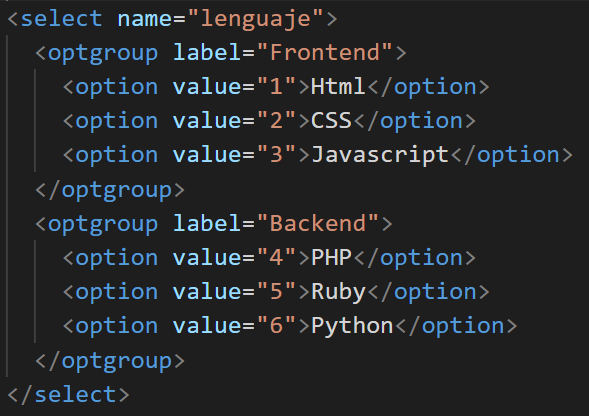 <select name="lenguaje">
  <optgroup label="Frontend">
    <option value="1">Html</option>
    <option value="2">CSS</option>
    <option value="3">Javascript</option>
  </optgroup>
  <optgroup label="Backend">
    <option value="4">PHP</option>
    <option value="5">Ruby</option>
    <option value="6">Python</option>
  </optgroup>
</select>